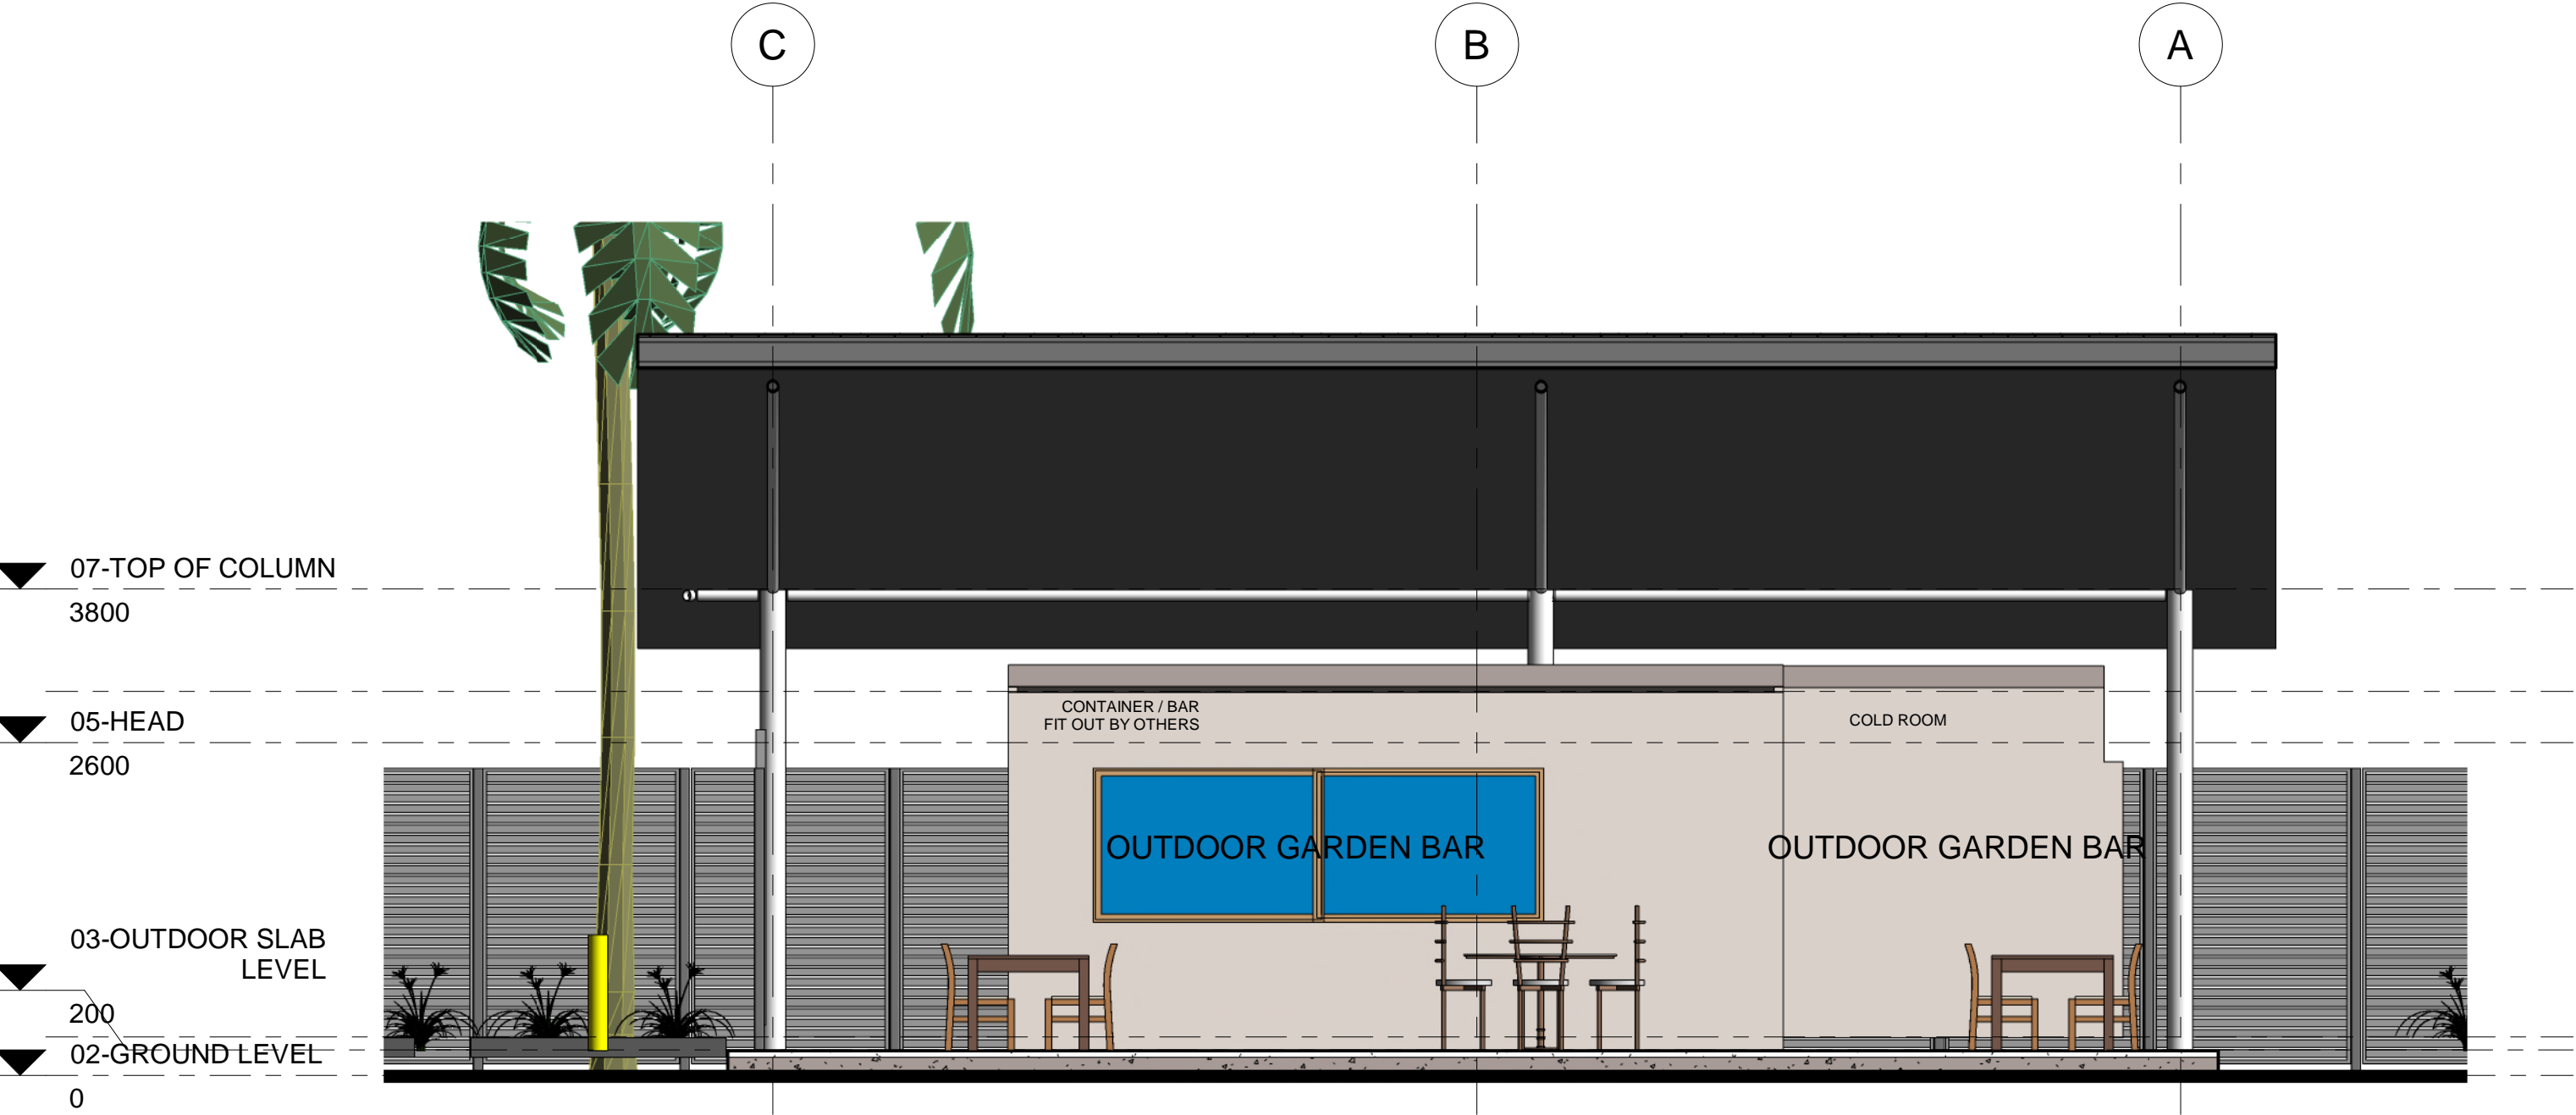 C
B
A
07-TOP OF COLUMN
3800
CONTAINER / BAR
FIT OUT BY OTHERS
COLD ROOM
05-HEAD
2600
OUTDOOR GARDEN BAR
OUTDOOR GARDEN BAR
03-OUTDOOR SLAB
LEVEL
200
02-GROUND LEVEL
0